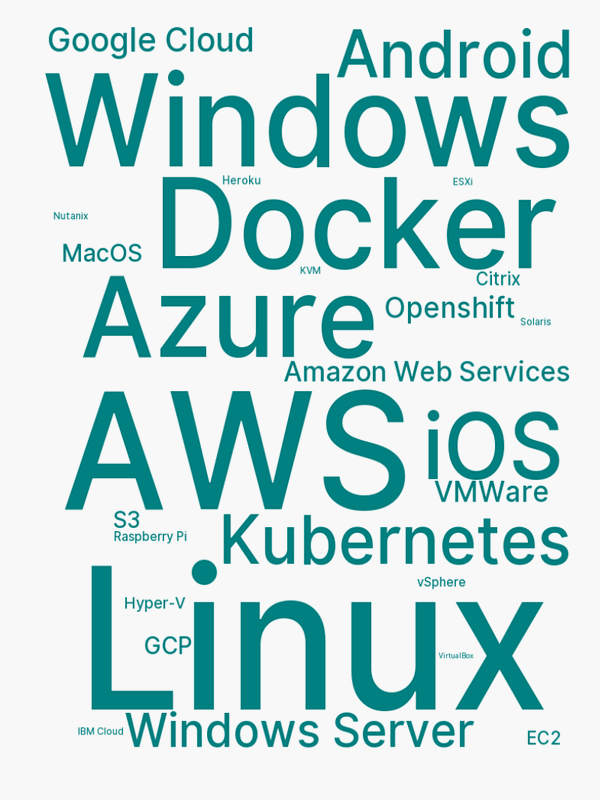 Google Cloud
Android
Windows
Heroku
ESXi
Docker
Nutanix
MacOS
KVM
Citrix
Azure
Openshift
Solaris
Amazon Web Services
AWS
iOS
VMWare
S3
Raspberry Pi
Kubernetes
vSphere
Linux
Hyper-V
GCP
VirtualBox
IBM Cloud
Windows Server
EC2